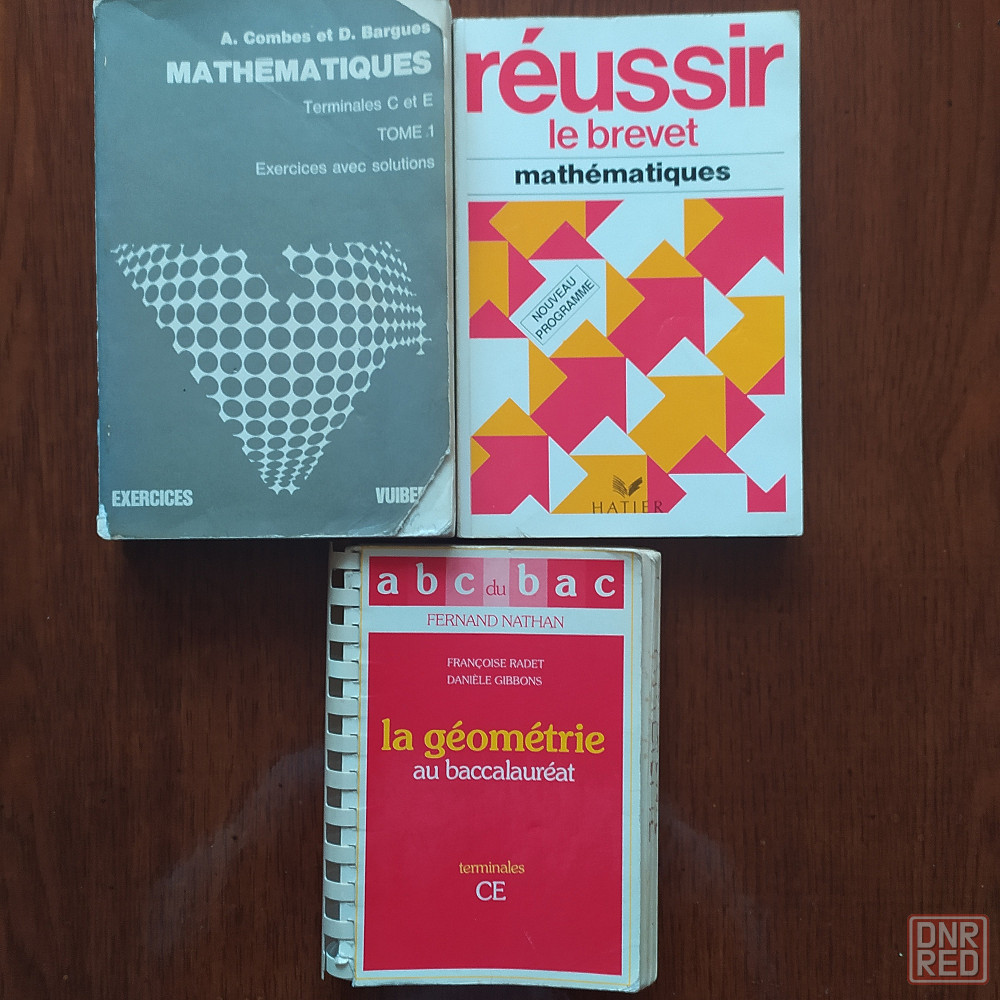 A. Combes et D. Bargues
MATHÉMATIQUES
Terminales C et E
TOME 1
Exercices avec solutions
EXERCICES
réussir
le brevet
mathématiques
NOUVEAU
PROGRAMME
HATIER
abc du bac
FERNAND NATHAN
FRANÇOISE RADET
DANIÈLE GIBBONS
la géométrie
au baccalauréat
terminales
CE
DNR
RED